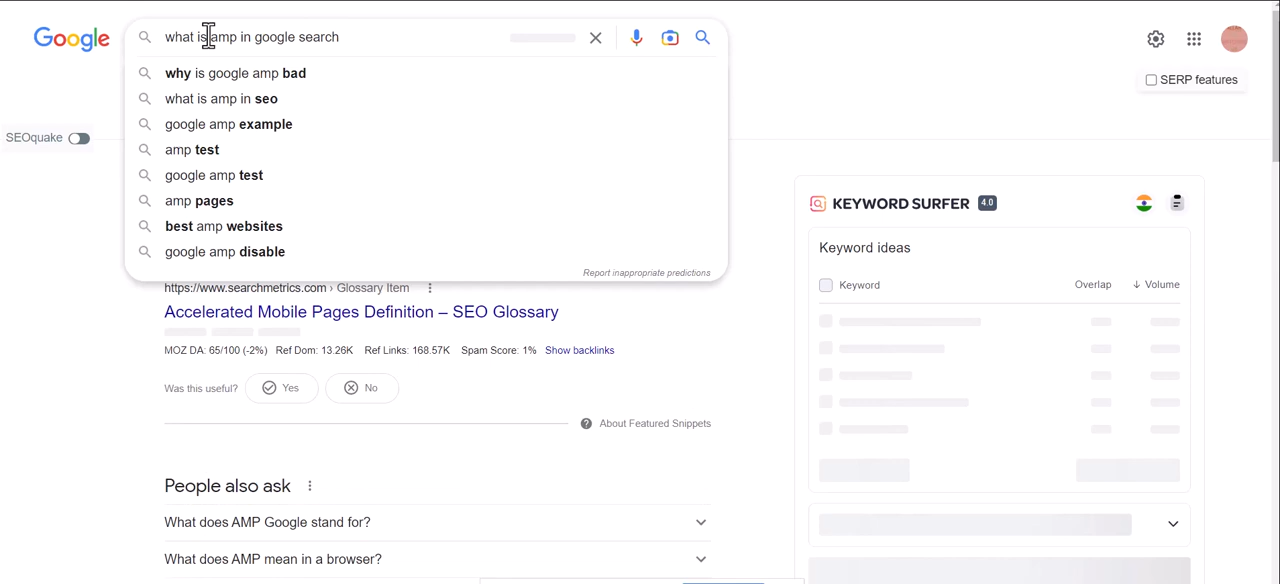 Google
what is amp in google search
SERP features
SEOquake
why is google amp bad
what is amp in seo
google amp example
amp test
google amp test
amp pages
best amp websites
google amp disable
Report inappropriate predictions
https://www.searchmetrics.com › Glossary Item
Accelerated Mobile Pages Definition – SEO Glossary
MOZ DA: 65/100 (-2%) Ref Dom: 13.26K Ref Links: 168.57K Spam Score: 1% Show backlinks
Was this useful? Yes No
About Featured Snippets
People also ask
What does AMP Google stand for?
What does AMP mean in a browser?
KEYWORD SURFER 4.0
Keyword ideas
Keyword Overlap ↓ Volume